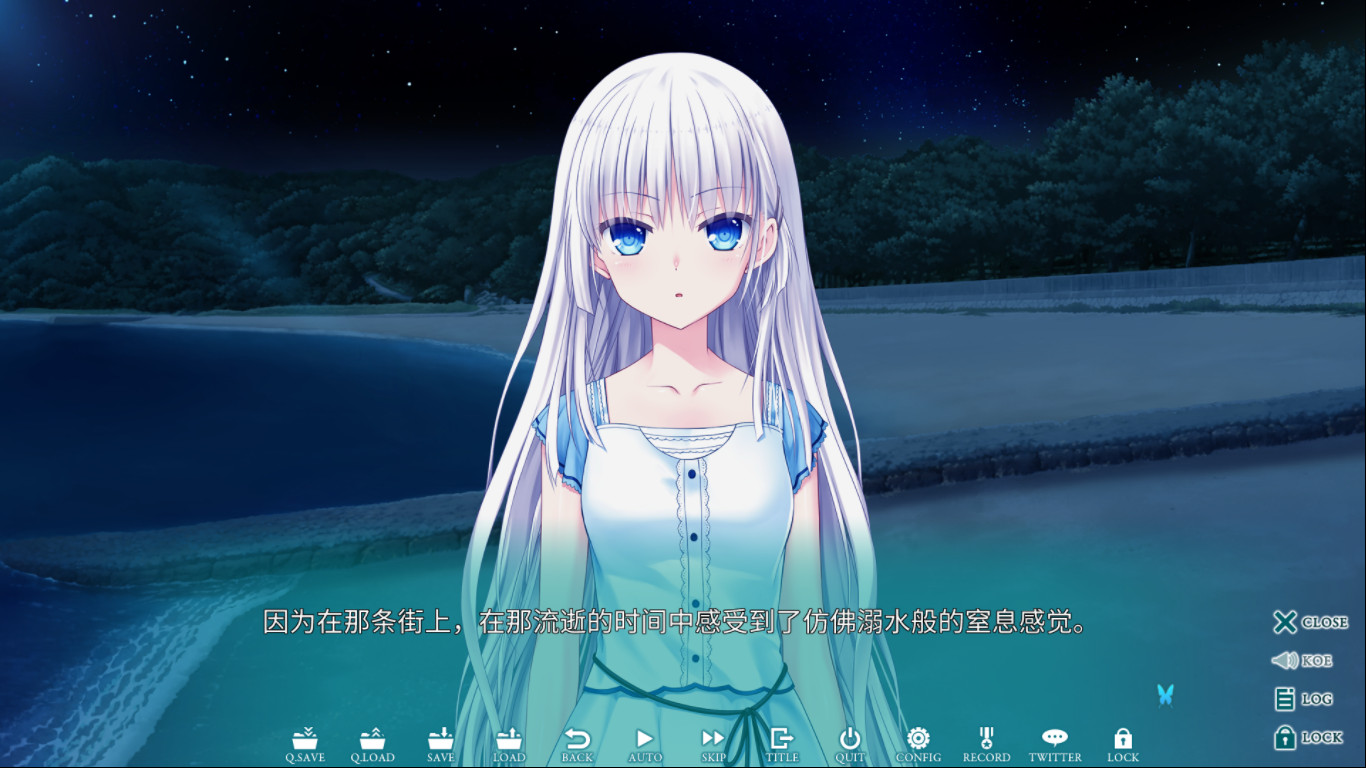 因为在那条街上，在那流逝的时间中感受到了仿佛溺水般的窒息感觉。
CLOSE
KOE
LOG
LOCK
Q.SAVE Q.LOAD SAVE LOAD BACK AUTO SKIP TITLE QUIT CONFIG RECORD TWITTER LOCK